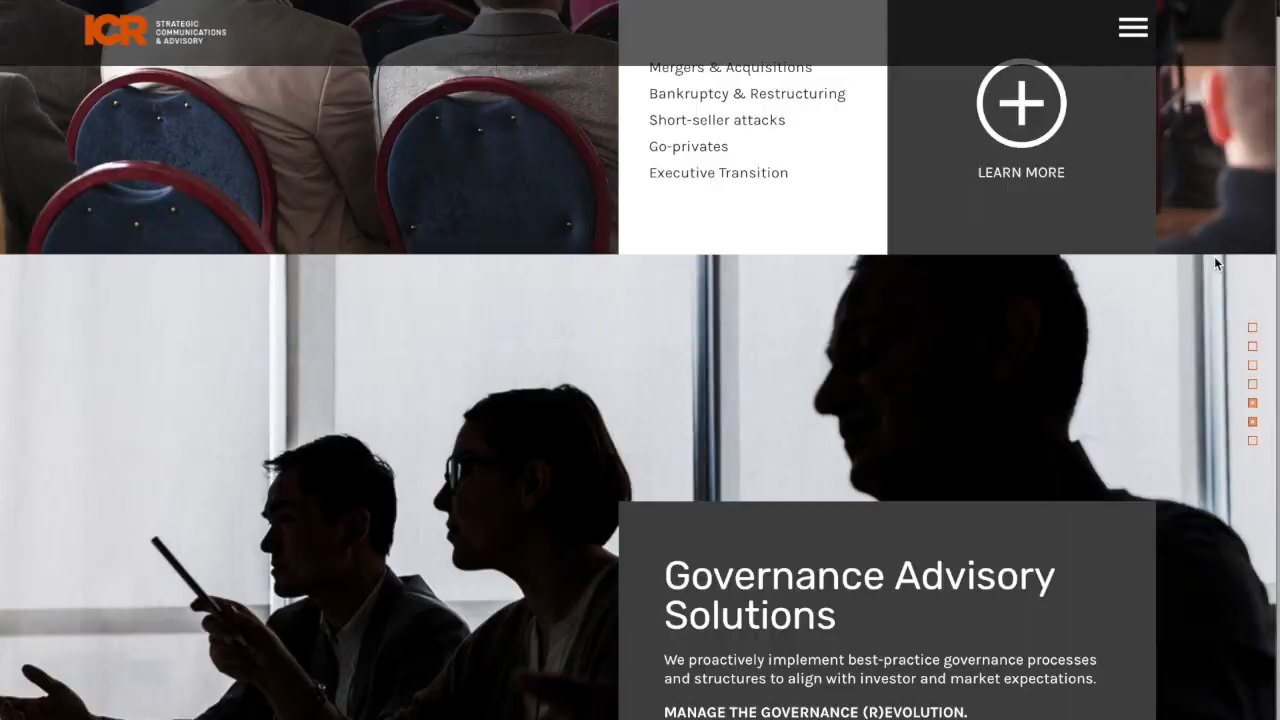 ICR
STRATEGIC
COMMUNICATIONS
& ADVISORY
Mergers & Acquisitions
Bankruptcy & Restructuring
Short-seller attacks
Go-privates
Executive Transition
LEARN MORE
Governance Advisory
Solutions
We proactively implement best-practice governance processes
and structures to align with investor and market expectations.
MANAGE THE GOVERNANCE (R)EVOLUTION.